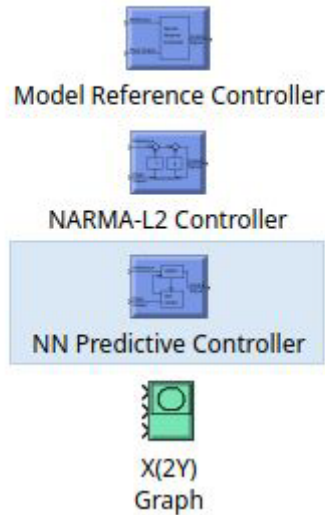 Model Reference Controller
NARMA-L2 Controller
NN Predictive Controller
X(2Y)
Graph